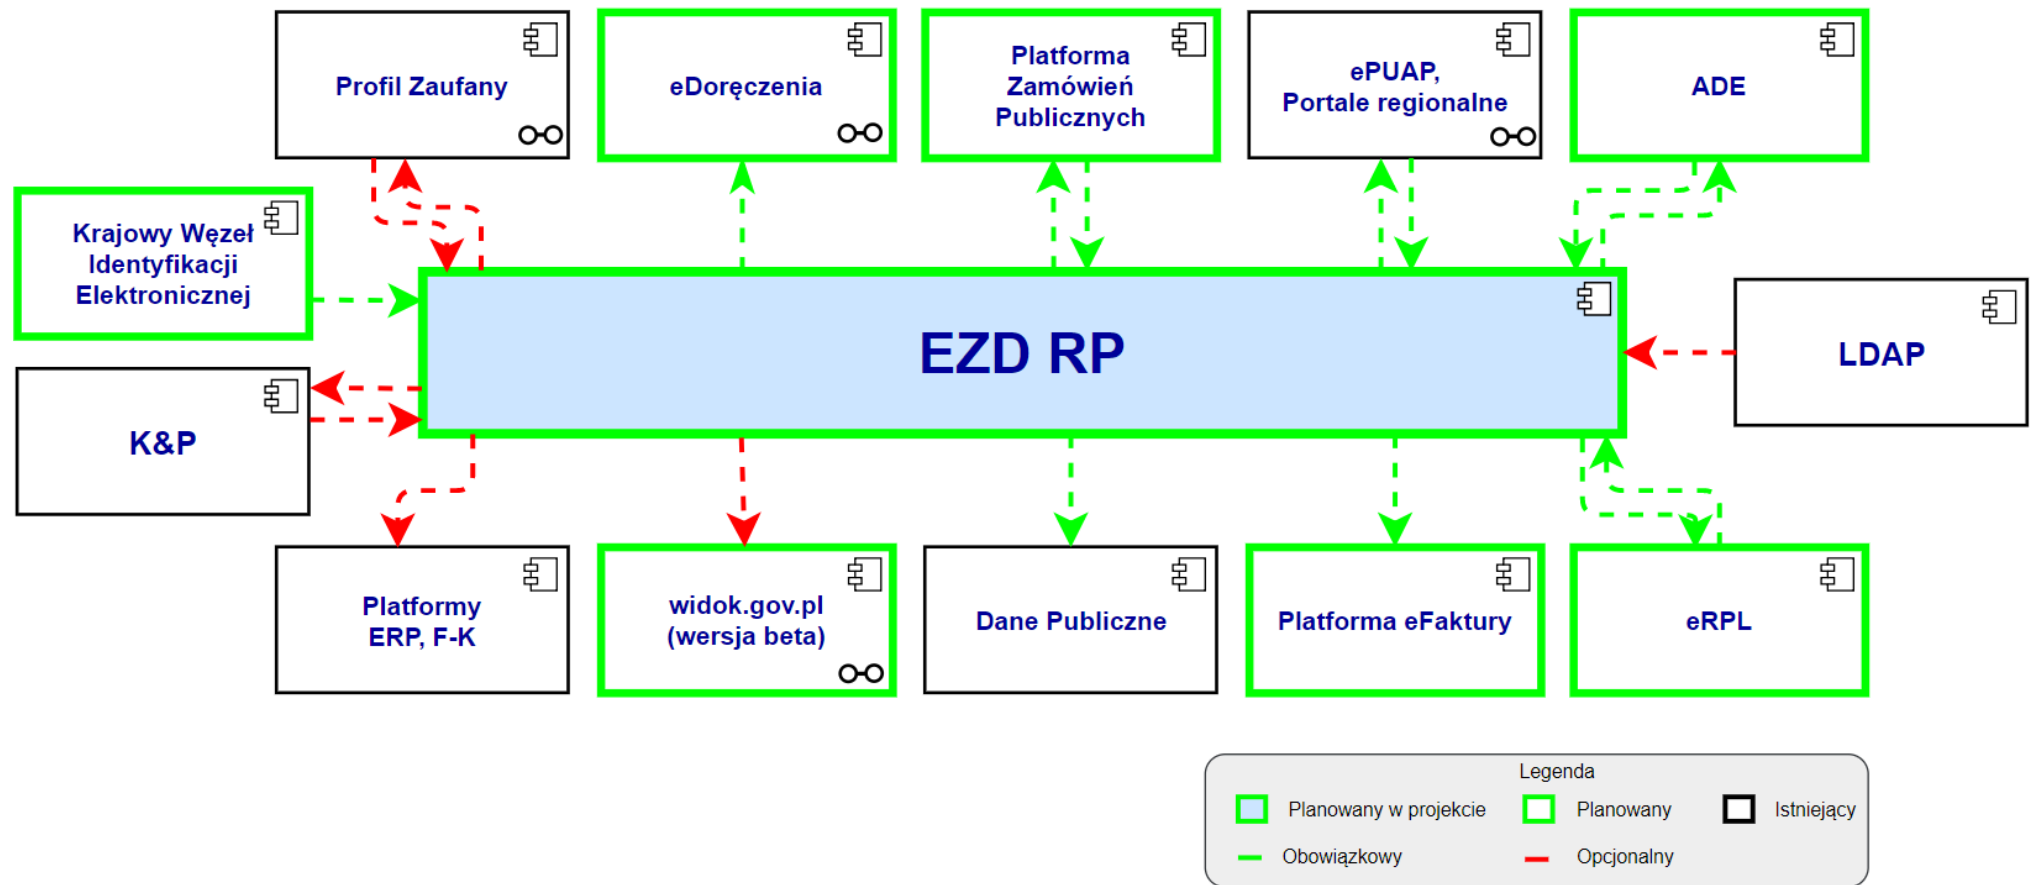 Profil Zaufany
eDoręczenia
Platforma
Zamówień
Publicznych
ePUAP,
Portale regionalne
ADE
Krajowy Węzeł
Identyfikacji
Elektronicznej
EZD RP
LDAP
K&P
Platformy
ERP, F-K
widok.gov.pl
(wersja beta)
Dane Publiczne
Platforma eFaktury
eRPL
Legenda
Planowany w projekcie
Planowany
Istniejący
Obowiązkowy
Opcjonalny